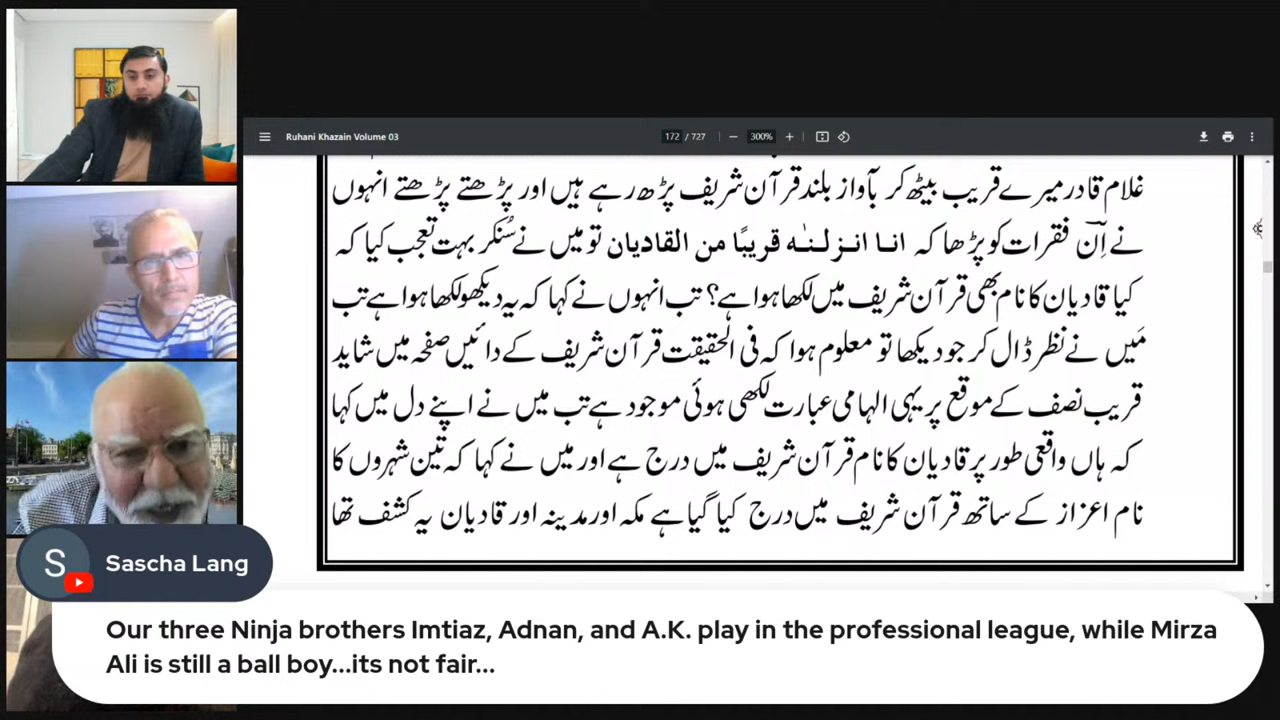 Ruhani Khazain Volume 03
172 / 727
300%
غلام قادر میرے قریب بیٹھ کر بآواز بلند قرآن شریف پڑھ رہے ہیں اور پڑھتے پڑھتے انہوں
نے اِنّ فقرات کو پڑھا کہ انا انزلنٰہ قریبًا من القادیان تو میں نے سُنکر بہت تعجب کیا کہ
کیا قادیان کا نام بھی قرآن شریف میں لکھا ہوا ہے؟ تب انہوں نے کہا کہ یہ دیکھو لکھا ہوا ہے تب
مَیں نے نظر ڈال کر جو دیکھا تو معلوم ہوا کہ فی الحقیقت قرآن شریف کے دائیں صفحہ میں شاید
قریب نصف کے موقع پر یہی الہامی عبارت لکھی ہوئی موجود ہے تب میں نے اپنے دل میں کہا
کہ ہاں واقعی طور پر قادیان کا نام قرآن شریف میں درج ہے اور میں نے کہا کہ تین شہروں کا
نام اعزاز کے ساتھ قرآن شریف میں درج کیا گیا ہے مکہ اور مدینہ اور قادیان یہ کشف تھا
S
Sascha Lang
Our three Ninja brothers Imtiaz, Adnan, and A.K. play in the professional league, while Mirza
Ali is still a ball boy...its not fair...